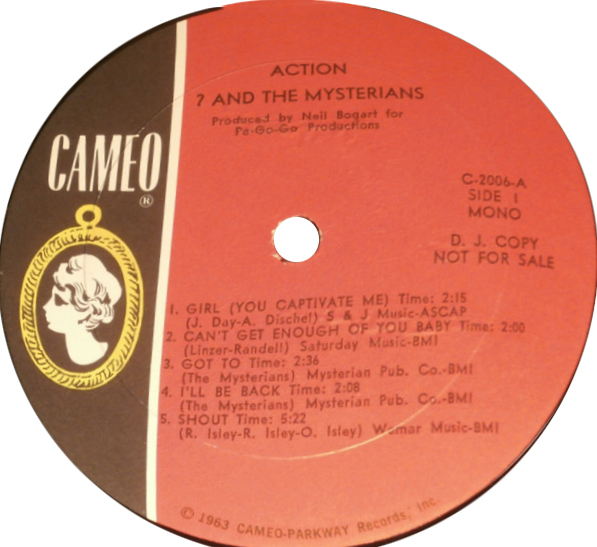 ACTION
? AND THE MYSTERIANS
Produced by Neil Bogart for
Pa-Go-Go Productions
CAMEO
®
C-2006-A
SIDE 1
MONO
D. J. COPY
NOT FOR SALE
1. GIRL (YOU CAPTIVATE ME) Time: 2:15
(J. Day-A. Dischel) S & J Music-ASCAP
2. CAN'T GET ENOUGH OF YOU BABY Time: 2:00
(Linzer-Randell) Saturday Music-BMI
3. GOT TO Time: 2:36
(The Mysterians) Mysterian Pub. Co.-BMI
4. I'LL BE BACK Time: 2:08
(The Mysterians) Mysterian Pub. Co.-BMI
5. SHOUT Time: 5:22
(R. Isley-R. Isley-O. Isley) Wemar Music-BMI
© 1963 CAMEO-PARKWAY Records, Inc.